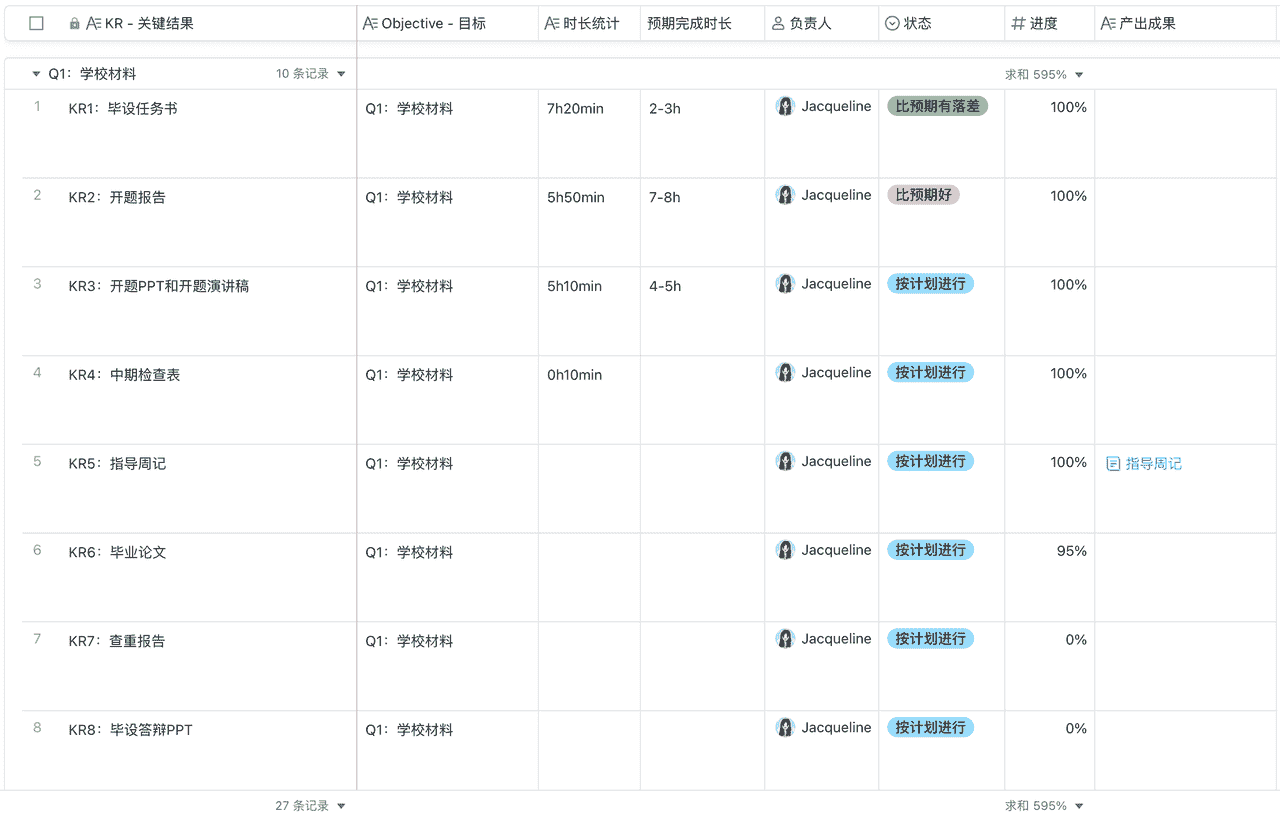 KR - 关键结果 Objective - 目标 时长统计 预期完成时长 负责人 状态 进度 产出成果
Q1：学校材料 10 条记录 求和 595%
1 KR1：毕设任务书 Q1：学校材料 7h20min 2-3h Jacqueline 比预期有落差 100%
2 KR2：开题报告 Q1：学校材料 5h50min 7-8h Jacqueline 比预期好 100%
3 KR3：开题PPT和开题演讲稿 Q1：学校材料 5h10min 4-5h Jacqueline 按计划进行 100%
4 KR4：中期检查表 Q1：学校材料 0h10min Jacqueline 按计划进行 100%
5 KR5：指导周记 Q1：学校材料 Jacqueline 按计划进行 100% 指导周记
6 KR6：毕业论文 Q1：学校材料 Jacqueline 按计划进行 95%
7 KR7：查重报告 Q1：学校材料 Jacqueline 按计划进行 0%
8 KR8：毕设答辩PPT Q1：学校材料 Jacqueline 按计划进行 0%
27 条记录 求和 595%